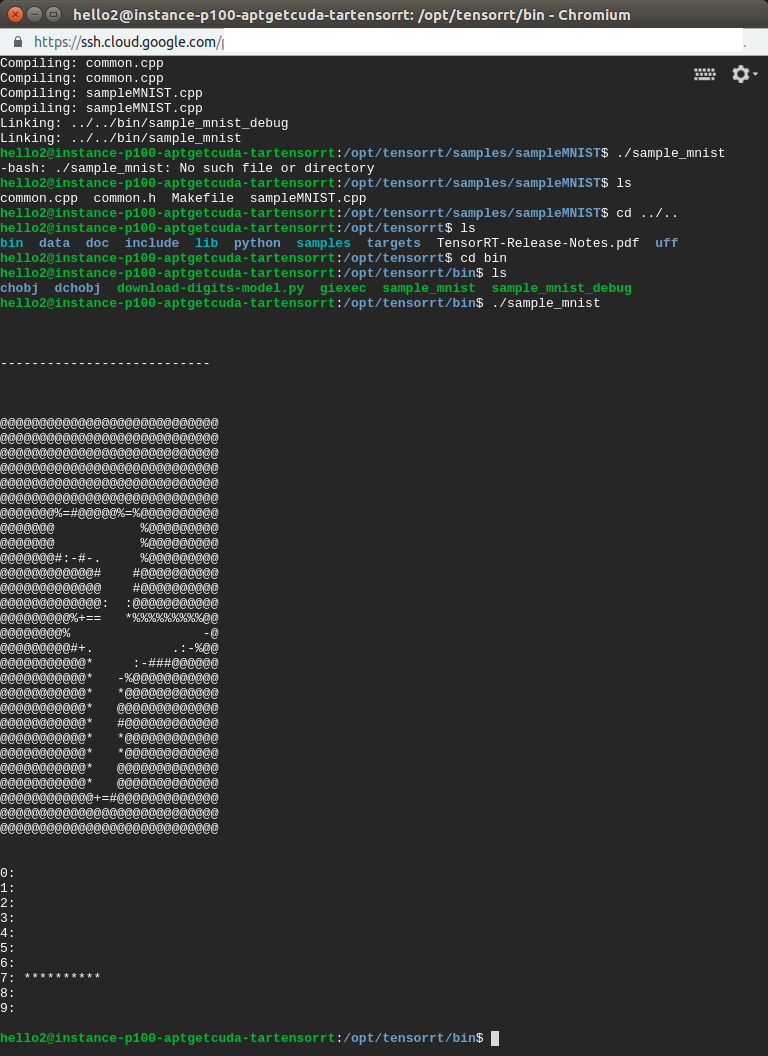 hello2@instance-p100-aptgetcuda-tartensorrt: /opt/tensorrt/bin - Chromium
https://ssh.cloud.google.com/
Compiling: common.cpp
Compiling: common.cpp
Compiling: sampleMNIST.cpp
Compiling: sampleMNIST.cpp
Linking: ../../bin/sample_mnist_debug
Linking: ../../bin/sample_mnist
hello2@instance-p100-aptgetcuda-tartensorrt:/opt/tensorrt/samples/sampleMNIST$ ./sample_mnist
-bash: ./sample_mnist: No such file or directory
hello2@instance-p100-aptgetcuda-tartensorrt:/opt/tensorrt/samples/sampleMNIST$ ls
common.cpp  common.h  Makefile  sampleMNIST.cpp
hello2@instance-p100-aptgetcuda-tartensorrt:/opt/tensorrt/samples/sampleMNIST$ cd ../..
hello2@instance-p100-aptgetcuda-tartensorrt:/opt/tensorrt$ ls
bin  data  doc  include  lib  python  samples  targets  TensorRT-Release-Notes.pdf  uff
hello2@instance-p100-aptgetcuda-tartensorrt:/opt/tensorrt$ cd bin
hello2@instance-p100-aptgetcuda-tartensorrt:/opt/tensorrt/bin$ ls
chobj  dchobj  download-digits-model.py  giexec  sample_mnist  sample_mnist_debug
hello2@instance-p100-aptgetcuda-tartensorrt:/opt/tensorrt/bin$ ./sample_mnist
---------------------------
@@@@@@@@@@@@@@@@@@@@@@@@@@@@
@@@@@@@@@@@@@@@@@@@@@@@@@@@@
@@@@@@@@@@@@@@@@@@@@@@@@@@@@
@@@@@@@@@@@@@@@@@@@@@@@@@@@@
@@@@@@@@@@@@@@@@@@@@@@@@@@@@
@@@@@@@@@@@@@@@@@@@@@@@@@@@@
@@@@@@@%=#@@@@@%=%@@@@@@@@@@
@@@@@@@           %@@@@@@@@@
@@@@@@@           %@@@@@@@@@
@@@@@@@#:-#-.     %@@@@@@@@@
@@@@@@@@@@@@#    #@@@@@@@@@@
@@@@@@@@@@@@@    #@@@@@@@@@@
@@@@@@@@@@@@@:  :@@@@@@@@@@@
@@@@@@@@@%+==   *%%%%%%%%%@@
@@@@@@@@%                 -@
@@@@@@@@@#+.          .:-%@@
@@@@@@@@@@@*     :-###@@@@@@
@@@@@@@@@@@*   -%@@@@@@@@@@@
@@@@@@@@@@@*   *@@@@@@@@@@@@
@@@@@@@@@@@*   @@@@@@@@@@@@@
@@@@@@@@@@@*   #@@@@@@@@@@@@
@@@@@@@@@@@*   *@@@@@@@@@@@@
@@@@@@@@@@@*   *@@@@@@@@@@@@
@@@@@@@@@@@*   @@@@@@@@@@@@@
@@@@@@@@@@@*   @@@@@@@@@@@@@
@@@@@@@@@@@@+=#@@@@@@@@@@@@@
@@@@@@@@@@@@@@@@@@@@@@@@@@@@
@@@@@@@@@@@@@@@@@@@@@@@@@@@@
0:
1:
2:
3:
4:
5:
6:
7: **********
8:
9:
hello2@instance-p100-aptgetcuda-tartensorrt:/opt/tensorrt/bin$